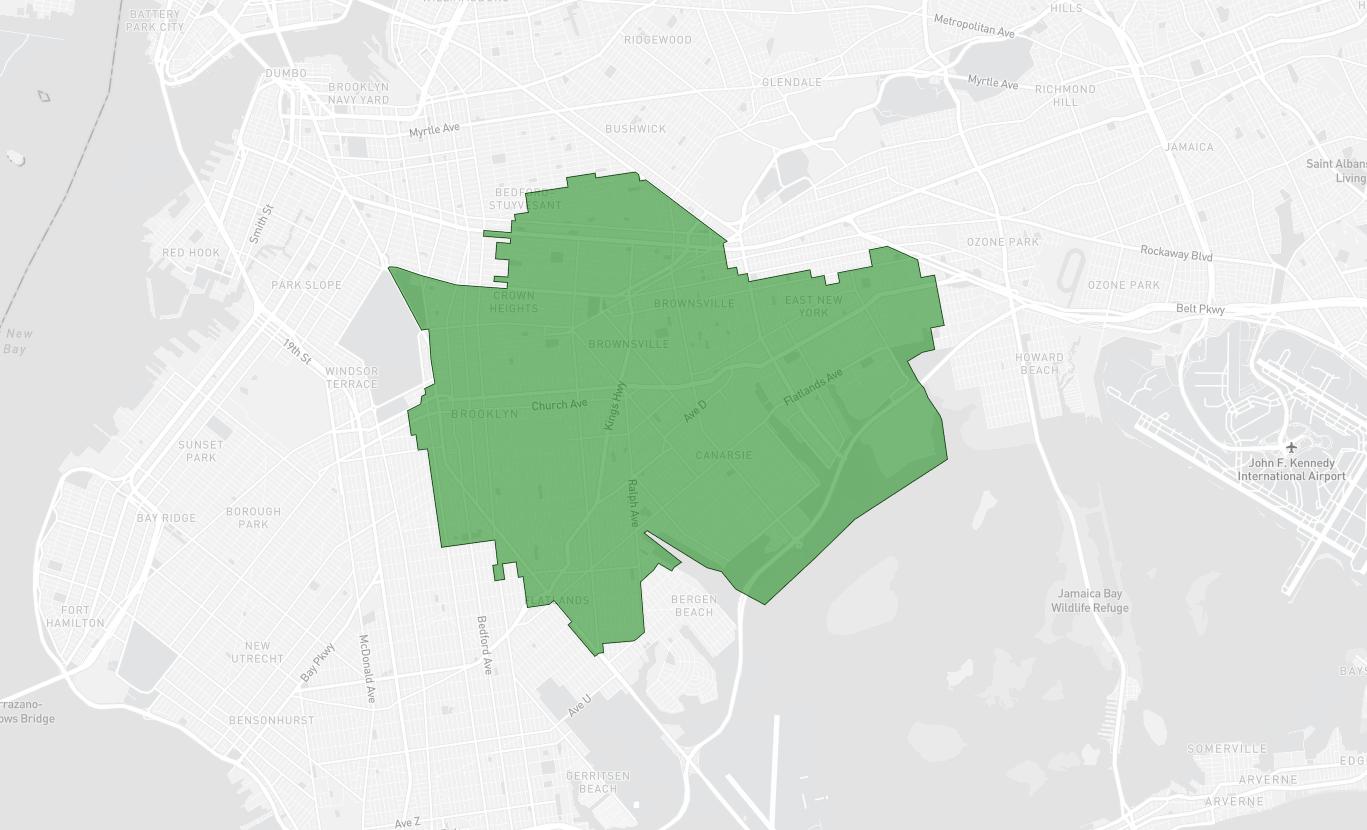 WILLIAMSBURG
BATTERY
PARK CITY
HILLS
Metropolitan Ave
RIDGEWOOD
DUMBO
GLENDALE
Myrtle Ave
BROOKLYN
NAVY YARD
RICHMOND
HILL
Myrtle Ave
BUSHWICK
JAMAICA
Saint Albans
Living
BEDFORD-
STUYVESANT
Smith St
RED HOOK
OZONE PARK
Rockaway Blvd
PARK SLOPE
OZONE PARK
CROWN
HEIGHTS
BROWNSVILLE
EAST NEW
YORK
Belt Pkwy
New
Bay
19th St
BROWNSVILLE
HOWARD
BEACH
WINDSOR
TERRACE
Kings Hwy
Flatlands Ave
BROOKLYN
Church Ave
Ave D
SUNSET
PARK
CANARSIE
John F. Kennedy
International Airport
BAY RIDGE
BOROUGH
PARK
Ralph Ave
FORT
HAMILTON
FLATLANDS
BERGEN
BEACH
Jamaica Bay
Wildlife Refuge
NEW
UTRECHT
Bay Pkwy
McDonald Ave
Bedford Ave
BAYS
rrazano-
ows Bridge
Ave U
BENSONHURST
SOMERVILLE
EDG
GERRITSEN
BEACH
ARVERNE
ARVERNE
Ave Z